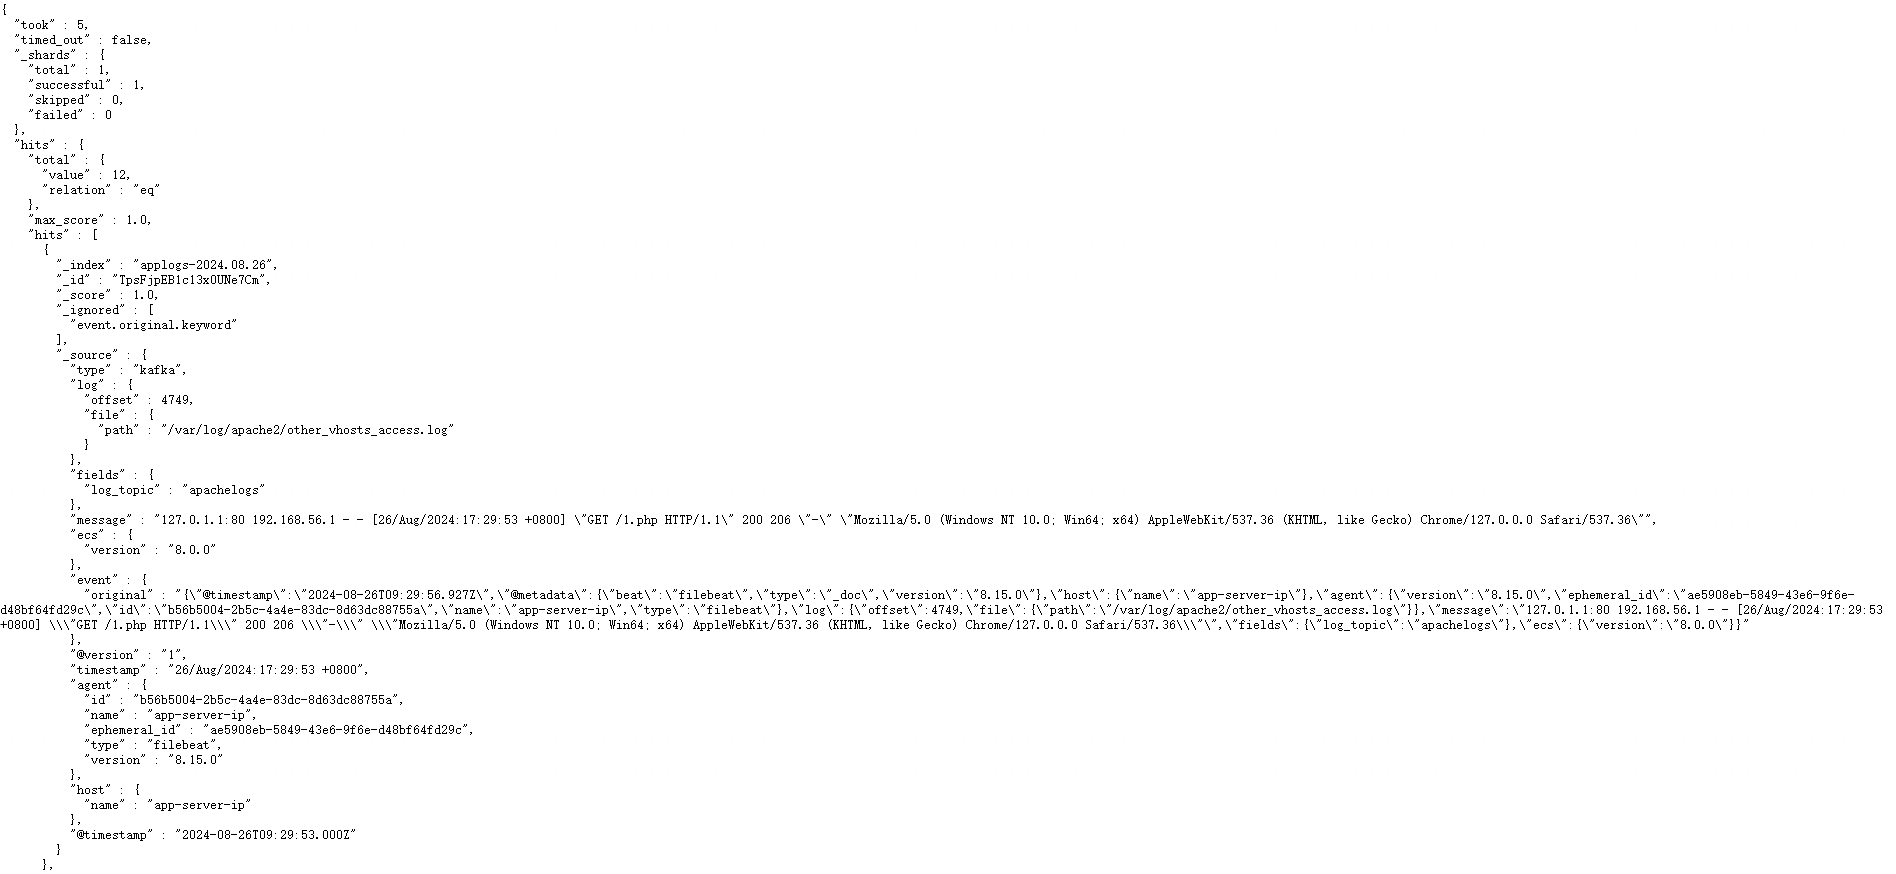 {
  "took" : 5,
  "timed_out" : false,
  "_shards" : {
    "total" : 1,
    "successful" : 1,
    "skipped" : 0,
    "failed" : 0
  },
  "hits" : {
    "total" : {
      "value" : 12,
      "relation" : "eq"
    },
    "max_score" : 1.0,
    "hits" : [
      {
        "_index" : "applogs-2024.08.26",
        "_id" : "TpsFjpEB1c13x0UNe7Cm",
        "_score" : 1.0,
        "_ignored" : [
          "event.original.keyword"
        ],
        "_source" : {
          "type" : "kafka",
          "log" : {
            "offset" : 4749,
            "file" : {
              "path" : "/var/log/apache2/other_vhosts_access.log"
            }
          },
          "fields" : {
            "log_topic" : "apachelogs"
          },
          "message" : "127.0.1.1:80 192.168.56.1 - - [26/Aug/2024:17:29:53 +0800] \"GET /1.php HTTP/1.1\" 200 206 \"-\" \"Mozilla/5.0 (Windows NT 10.0; Win64; x64) AppleWebKit/537.36 (KHTML, like Gecko) Chrome/127.0.0.0 Safari/537.36\"",
          "ecs" : {
            "version" : "8.0.0"
          },
          "event" : {
            "original" : "{\"@timestamp\":\"2024-08-26T09:29:56.927Z\",\"@metadata\":{\"beat\":\"filebeat\",\"type\":\"_doc\",\"version\":\"8.15.0\"},\"host\":{\"name\":\"app-server-ip\"},\"agent\":{\"version\":\"8.15.0\",\"ephemeral_id\":\"ae5908eb-5849-43e6-9f6e-
d48bf64fd29c\",\"id\":\"b56b5004-2b5c-4a4e-83dc-8d63dc88755a\",\"name\":\"app-server-ip\",\"type\":\"filebeat\"},\"log\":{\"offset\":4749,\"file\":{\"path\":\"/var/log/apache2/other_vhosts_access.log\"}},\"message\":\"127.0.1.1:80 192.168.56.1 - - [26/Aug/2024:17:29:53
+0800] \\\"GET /1.php HTTP/1.1\\\" 200 206 \\\"-\\\" \\\"Mozilla/5.0 (Windows NT 10.0; Win64; x64) AppleWebKit/537.36 (KHTML, like Gecko) Chrome/127.0.0.0 Safari/537.36\\\"\",\"fields\":{\"log_topic\":\"apachelogs\"},\"ecs\":{\"version\":\"8.0.0\"}}"
          },
          "@version" : "1",
          "timestamp" : "26/Aug/2024:17:29:53 +0800",
          "agent" : {
            "id" : "b56b5004-2b5c-4a4e-83dc-8d63dc88755a",
            "name" : "app-server-ip",
            "ephemeral_id" : "ae5908eb-5849-43e6-9f6e-d48bf64fd29c",
            "type" : "filebeat",
            "version" : "8.15.0"
          },
          "host" : {
            "name" : "app-server-ip"
          },
          "@timestamp" : "2024-08-26T09:29:53.000Z"
        }
      },